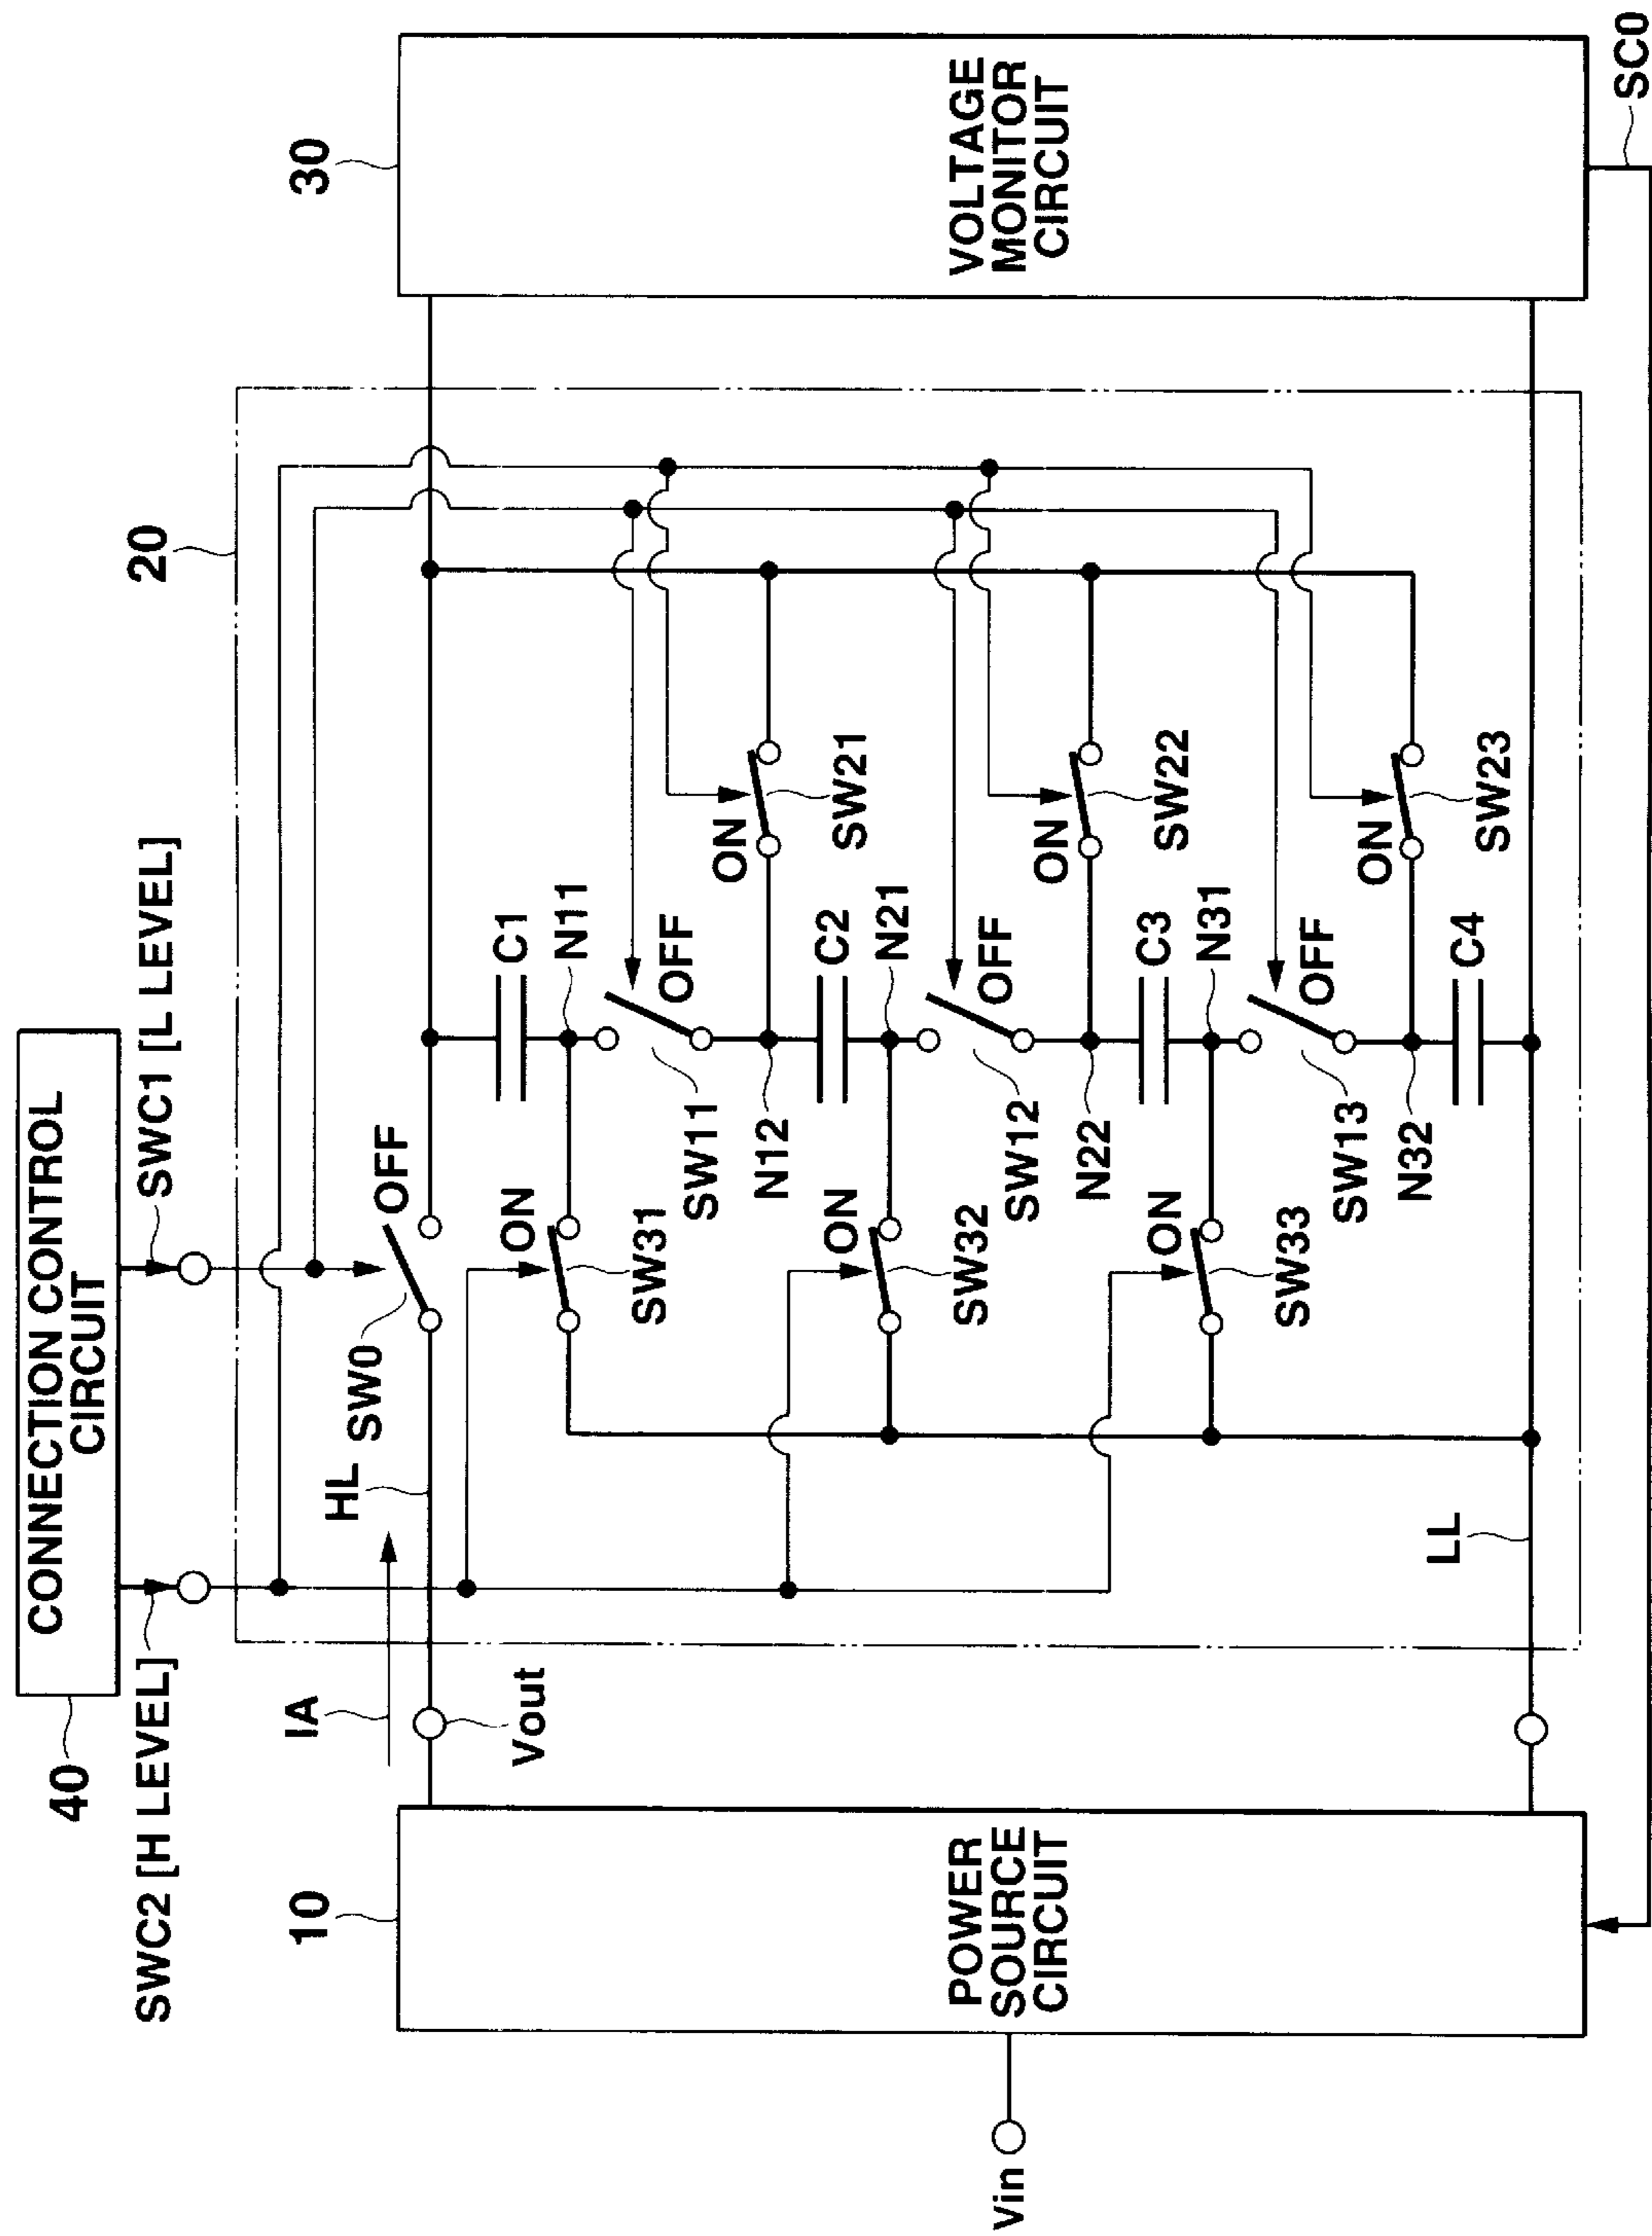 CONNECTION CONTROL
CIRCUIT
40
SWC2 [H LEVEL]
SWC1 [L LEVEL]
20
10
30
IA
HL
SW0
OFF
Vout
C1
N11
ON
SW31
OFF
SW11
ON
SW21
N12
C2
N21
ON
SW32
OFF
SW12
ON
SW22
N22
C3
N31
ON
SW33
OFF
SW13
ON
SW23
N32
C4
LL
Vin
POWER
SOURCE
CIRCUIT
VOLTAGE
MONITOR
CIRCUIT
SC0